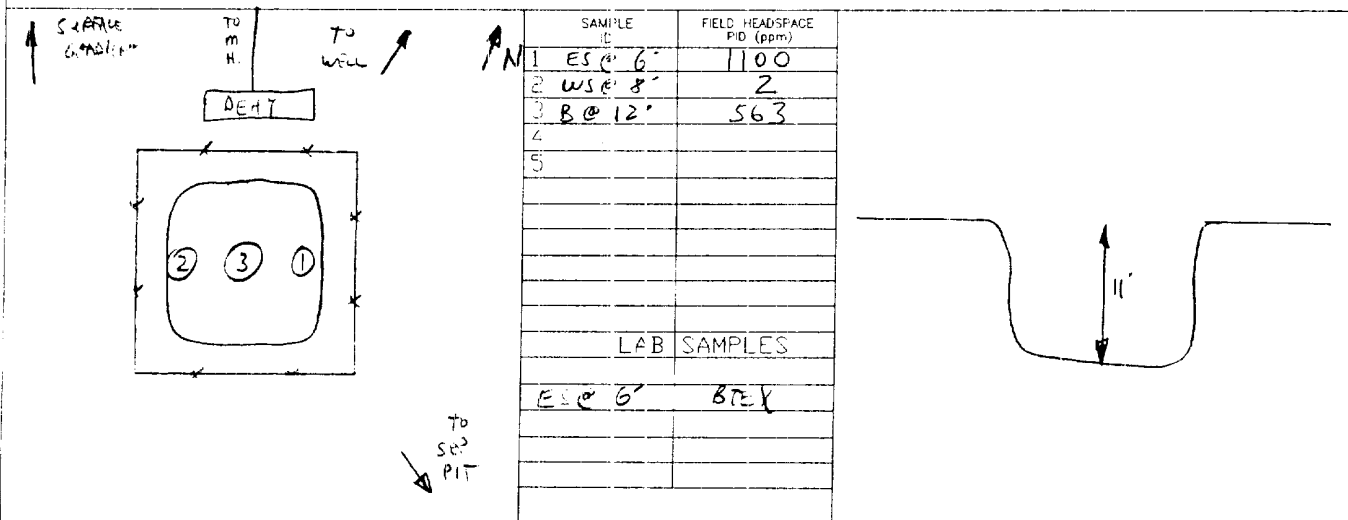 SURFACE
GRADIENT
TO
M
H.
TO
WELL
N
DEHY
2
3
1
TO
SEP
PIT
SAMPLE
ID
FIELD HEADSPACE
PID (ppm)
1 ES @ 6' 1100
2 WS @ 8' 2
3 B @ 12' 563
4
5
LAB SAMPLES
ES @ 6' BTEX
11'